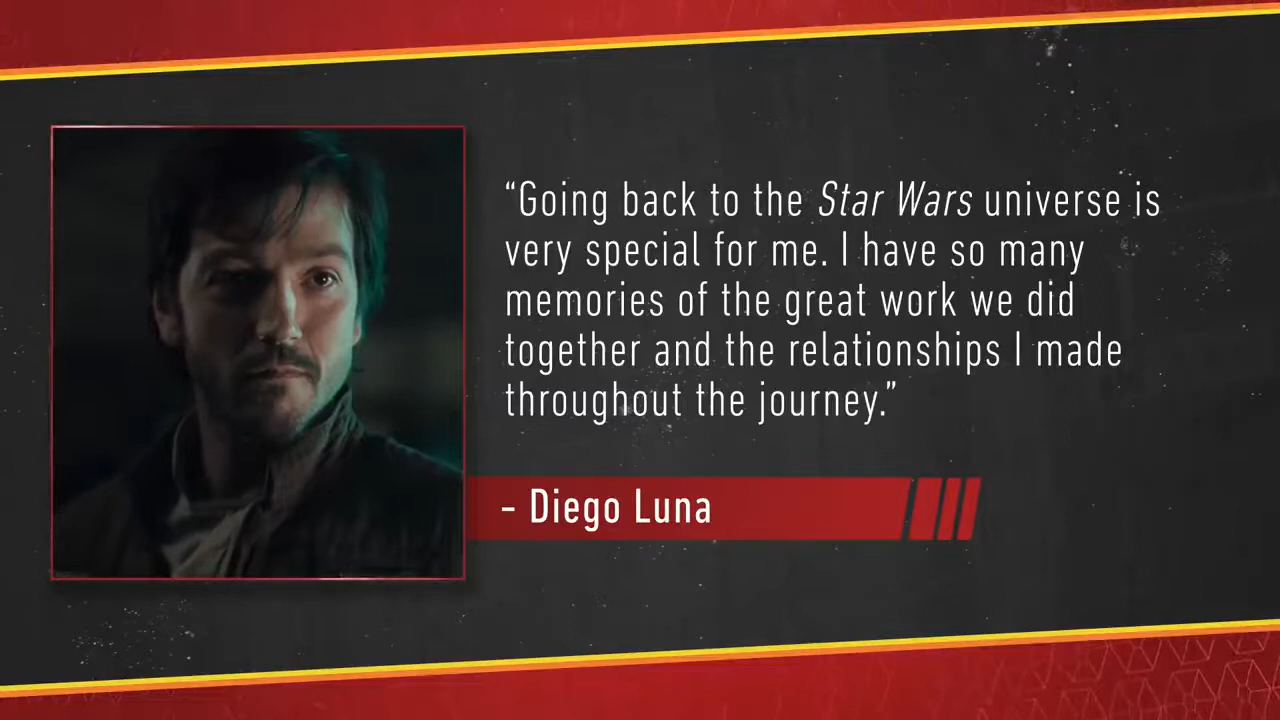 “Going back to the Star Wars universe is
very special for me. I have so many
memories of the great work we did
together and the relationships I made
throughout the journey.”
- Diego Luna